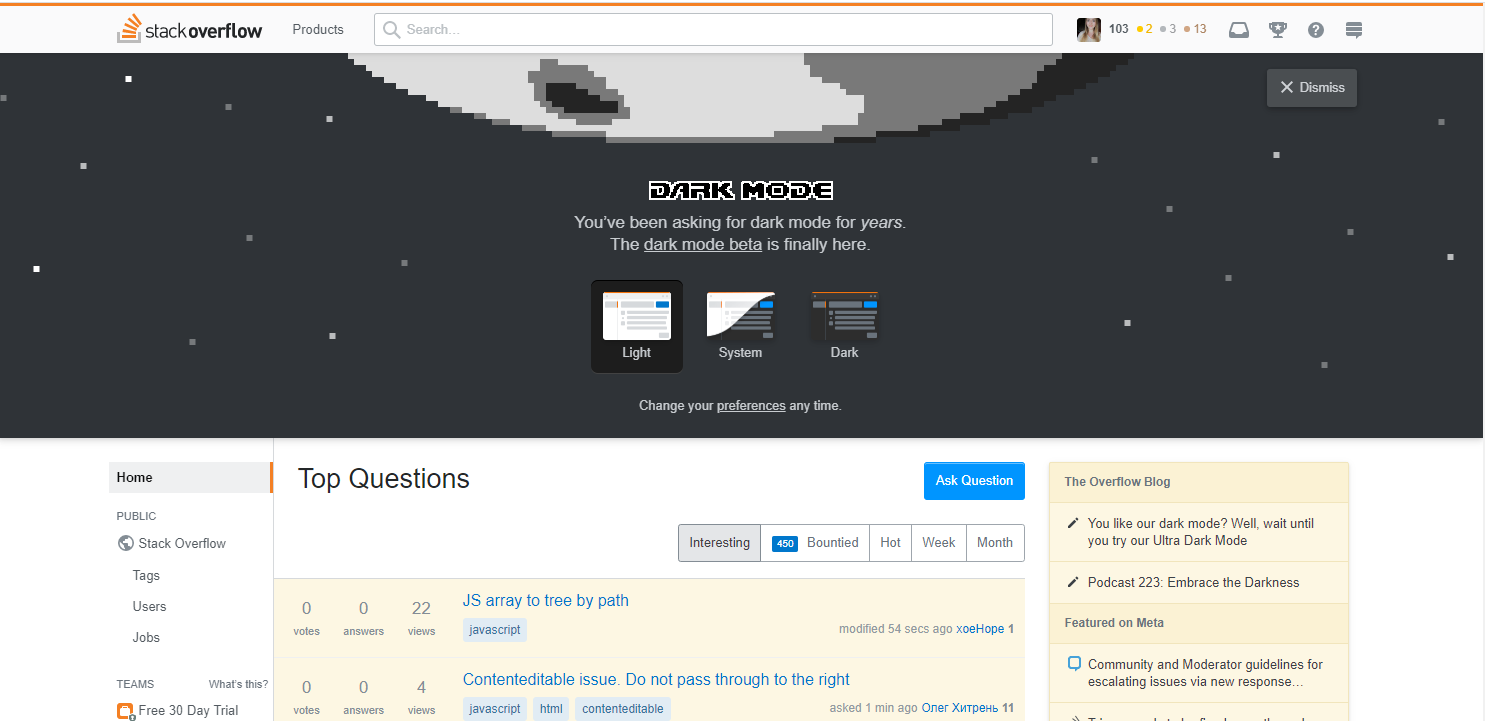 stackoverflow Products Search... 103 2 3 13
Dismiss
DARK MODE
You’ve been asking for dark mode for years.
The dark mode beta is finally here.
Light System Dark
Change your preferences any time.
Home
PUBLIC
Stack Overflow
Tags
Users
Jobs
TEAMS What's this?
Free 30 Day Trial
Top Questions Ask Question
Interesting 450 Bountied Hot Week Month
0 0 22 JS array to tree by path
votes answers views javascript modified 54 secs ago xoeHope 1
0 0 4 Contenteditable issue. Do not pass through to the right
votes answers views javascript html contenteditable asked 1 min ago Олег Хитрень 11
The Overflow Blog
You like our dark mode? Well, wait until
you try our Ultra Dark Mode
Podcast 223: Embrace the Darkness
Featured on Meta
Community and Moderator guidelines for
escalating issues via new response…